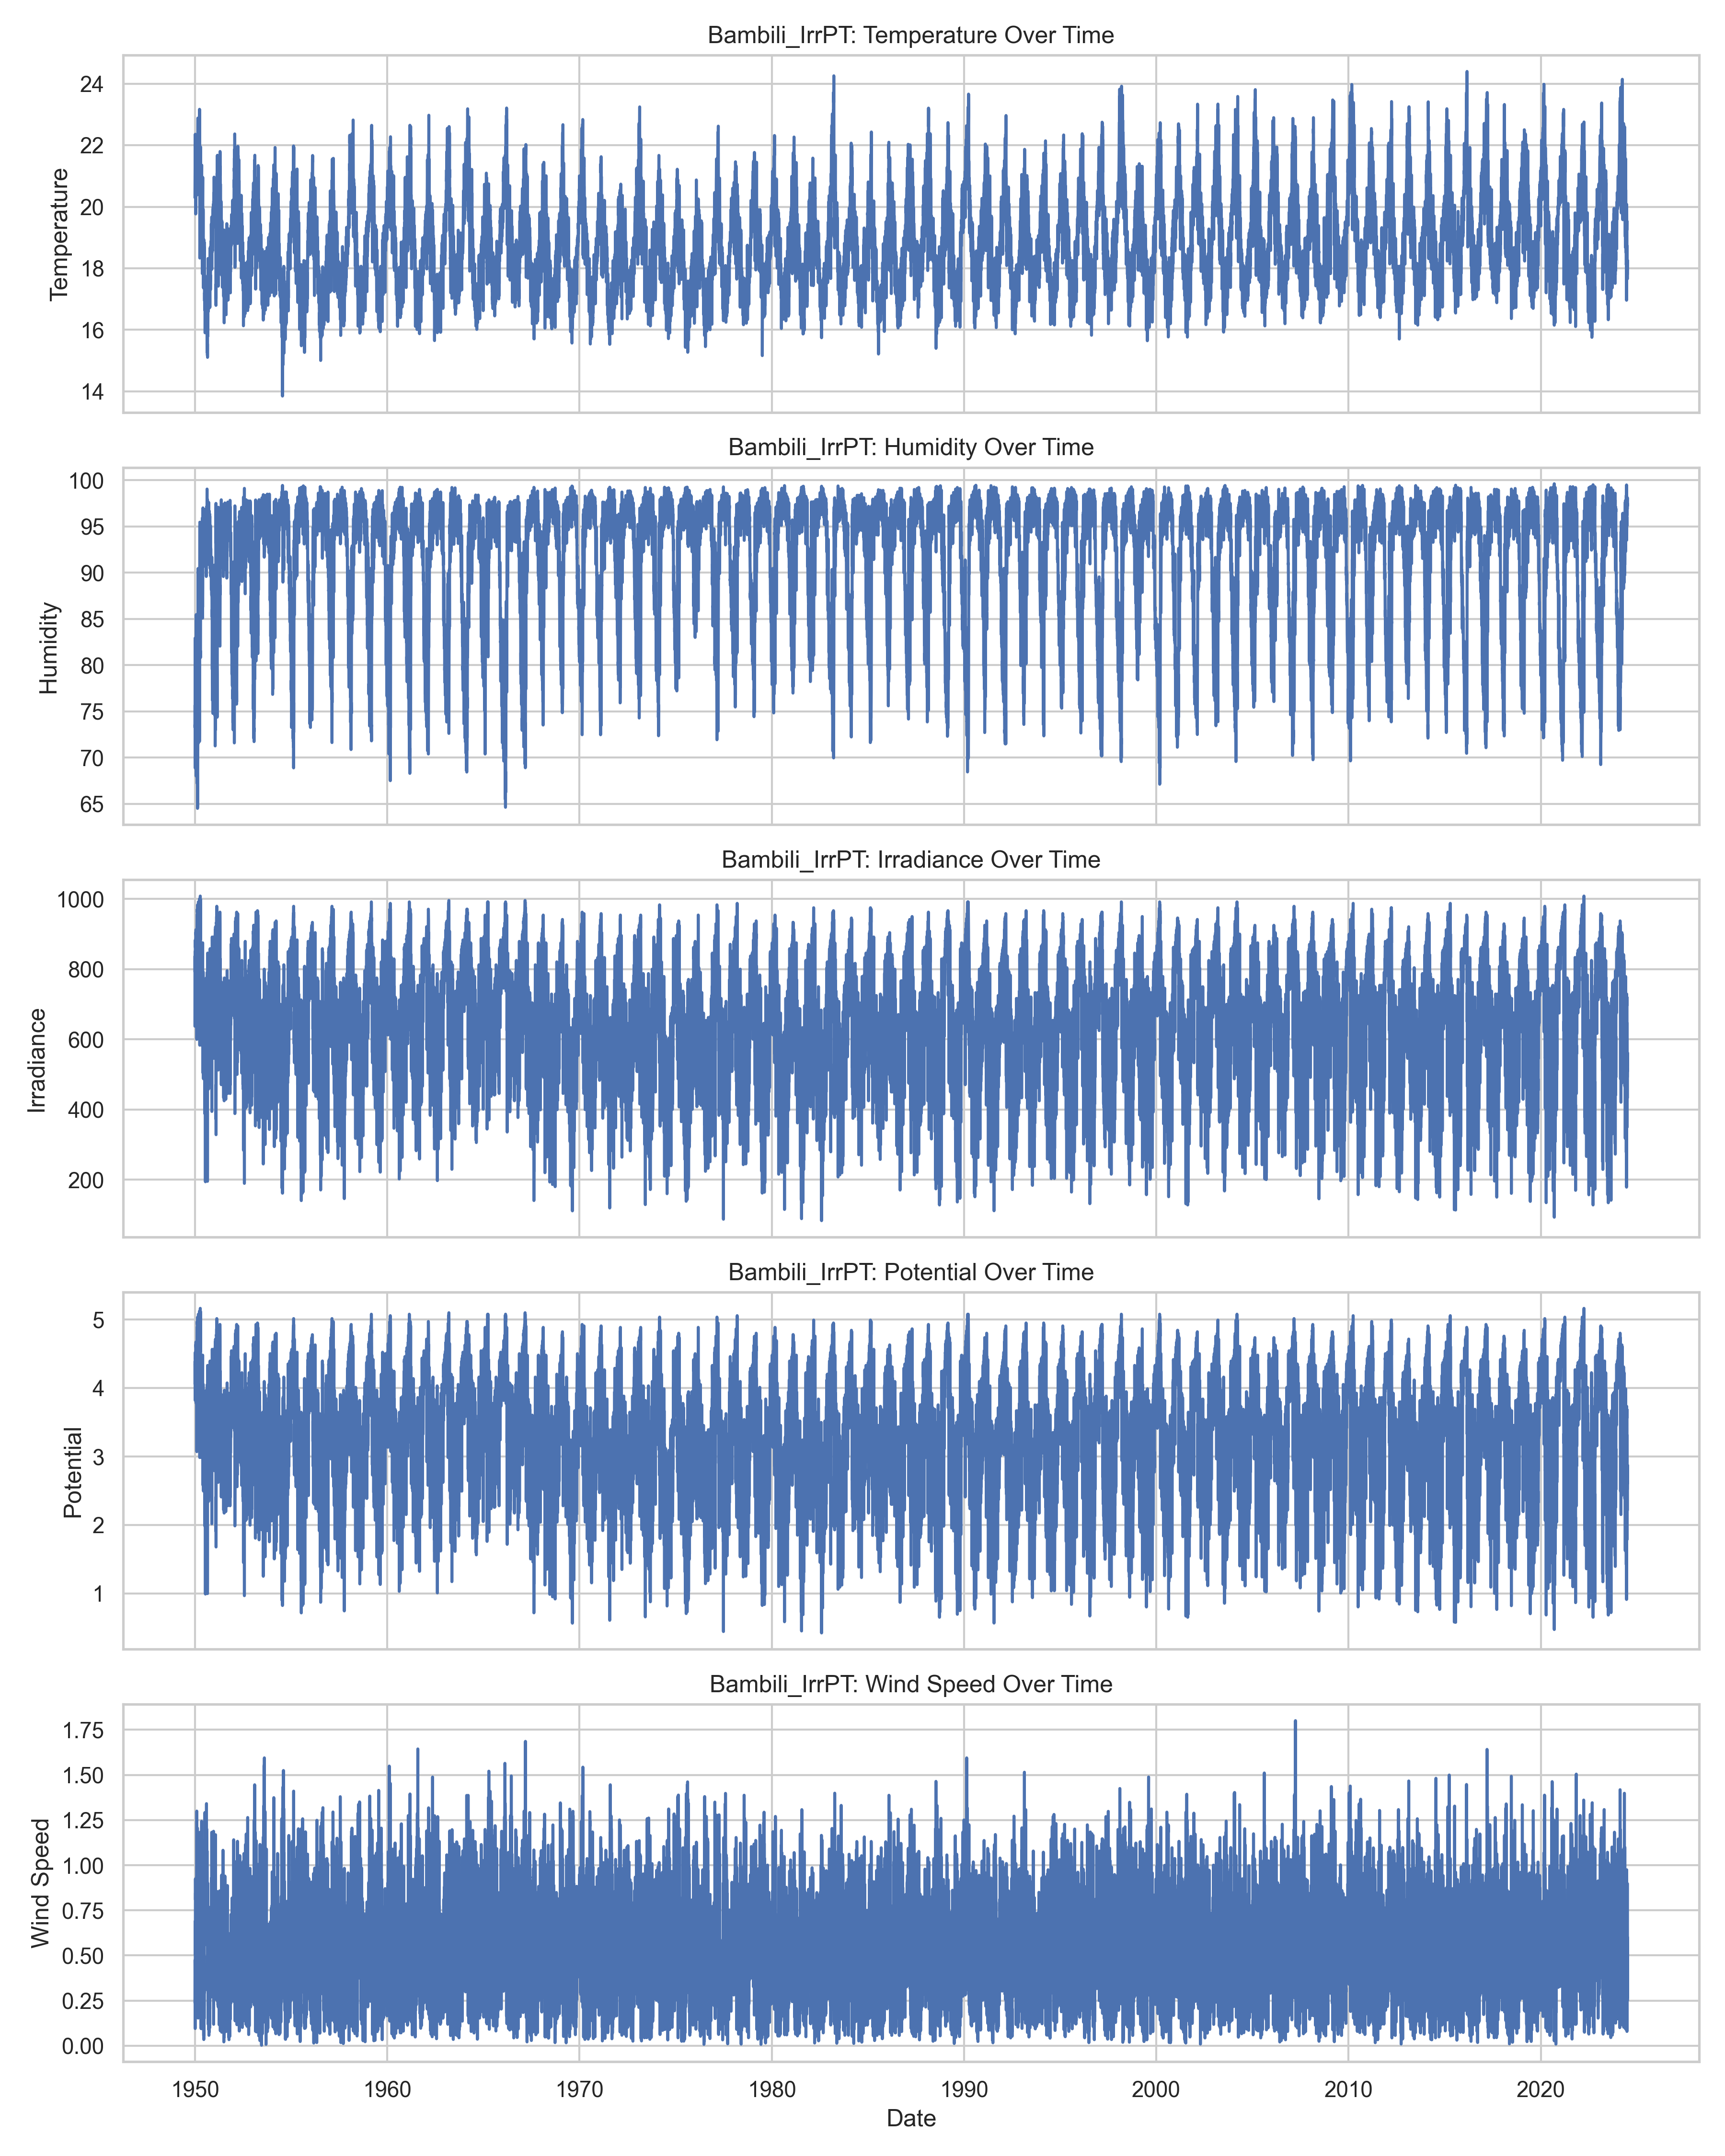 Bambili_IrrPT: Temperature Over Time
24
22
20
18
16
14
Temperature
Bambili_IrrPT: Humidity Over Time
100
95
90
85
80
75
70
65
Humidity
Bambili_IrrPT: Irradiance Over Time
1000
800
600
400
200
Irradiance
Bambili_IrrPT: Potential Over Time
5
4
3
2
1
Potential
Bambili_IrrPT: Wind Speed Over Time
1.75
1.50
1.25
1.00
0.75
0.50
0.25
0.00
Wind Speed
1950 1960 1970 1980 1990 2000 2010 2020
Date